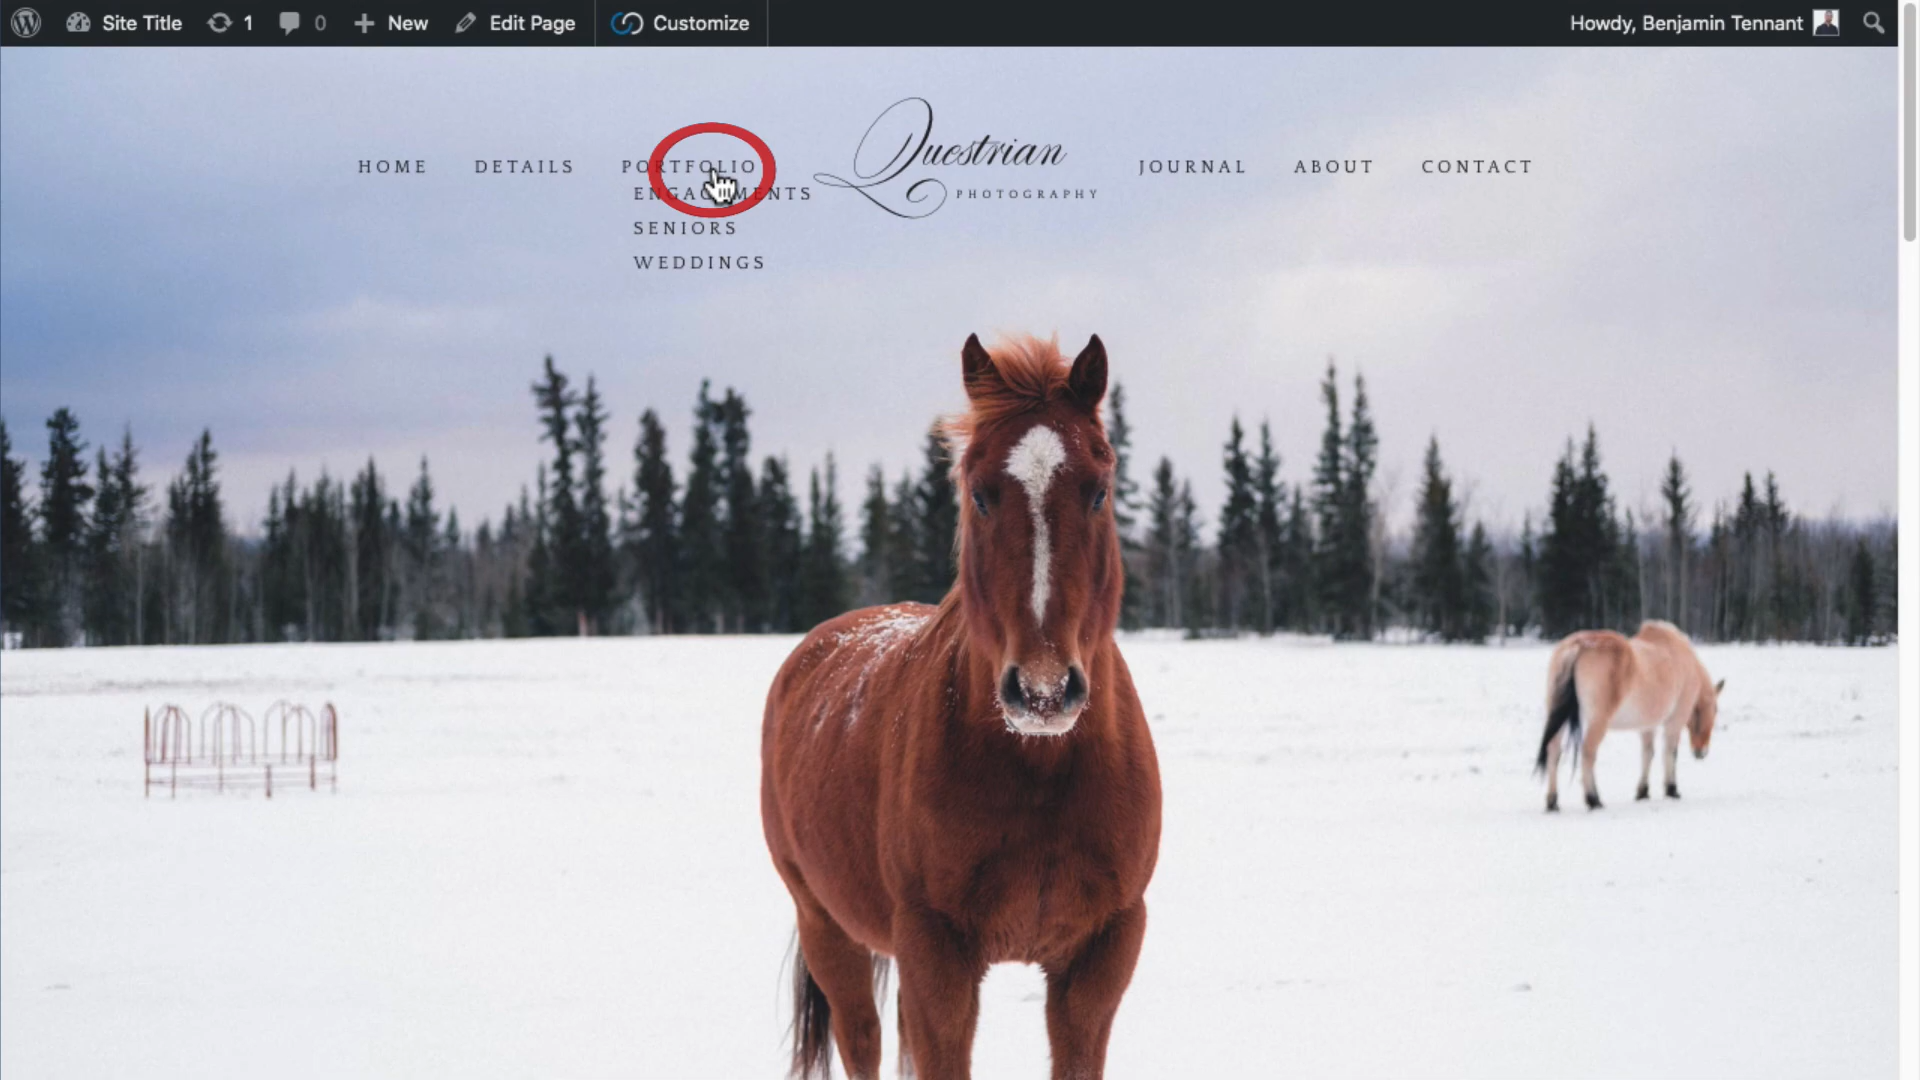 Site Title 1 0 New Edit Page Customize Howdy, Benjamin Tennant
HOME DETAILS PORTFOLIO Questrian JOURNAL ABOUT CONTACT
PHOTOGRAPHY
SENIORS
WEDDINGS